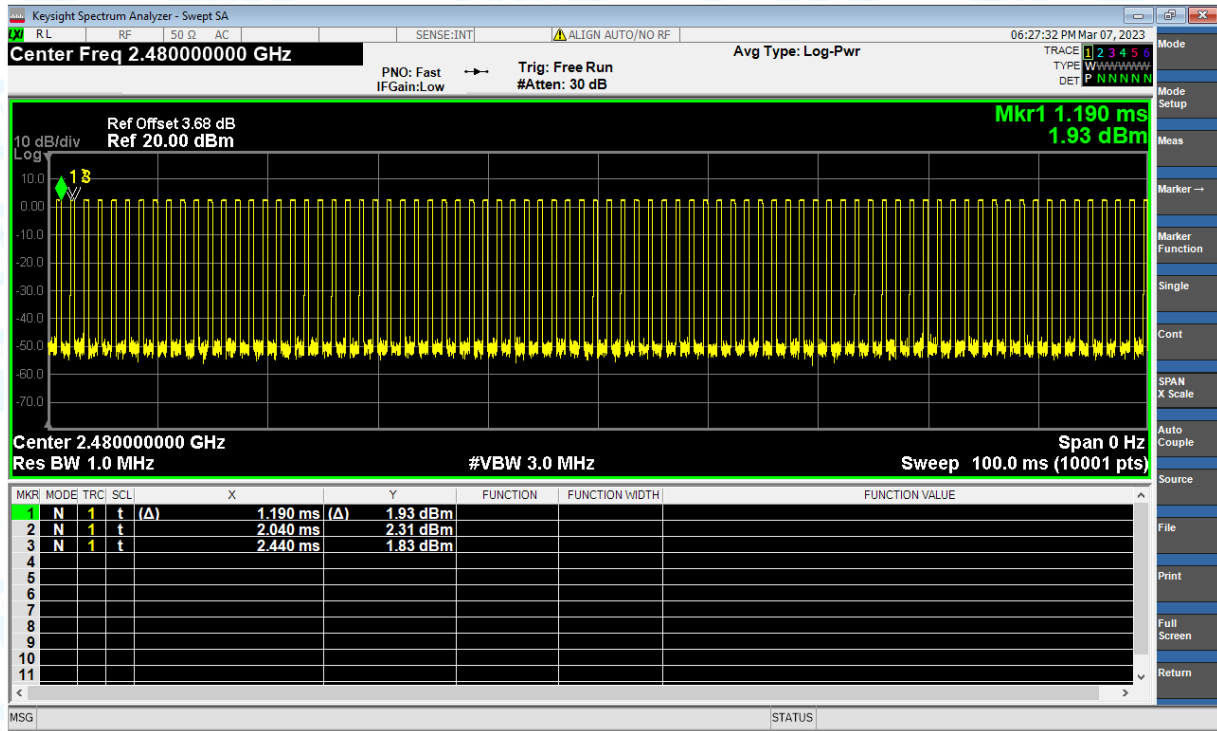 Keysight Spectrum Analyzer - Swept SA
LXI RL RF 50 Ω AC SENSE:INT ALIGN AUTO/NO RF 06:27:32 PM Mar 07, 2023
Center Freq 2.480000000 GHz
PNO: Fast
IFGain:Low
Trig: Free Run
#Atten: 30 dB
Avg Type: Log-Pwr
TRACE 1 2 3 4 5 6
TYPE WWWWWW
DET P N N N N N
Mkr1 1.190 ms
1.93 dBm
Ref Offset 3.68 dB
10 dB/div Ref 20.00 dBm
Log
10.0
0.00
-10.0
-20.0
-30.0
-40.0
-50.0
-60.0
-70.0
Center 2.480000000 GHz Span 0 Hz
Res BW 1.0 MHz #VBW 3.0 MHz Sweep 100.0 ms (10001 pts)
MKR MODE TRC SCL X Y FUNCTION FUNCTION WIDTH FUNCTION VALUE
1 N 1 t (Δ) 1.190 ms (Δ) 1.93 dBm
2 N 1 t 2.040 ms 2.31 dBm
3 N 1 t 2.440 ms 1.83 dBm
4
5
6
7
8
9
10
11
MSG STATUS
Mode
Mode
Setup
Meas
Marker →
Marker
Function
Single
Cont
SPAN
X Scale
Auto
Couple
Source
File
Print
Full
Screen
Return